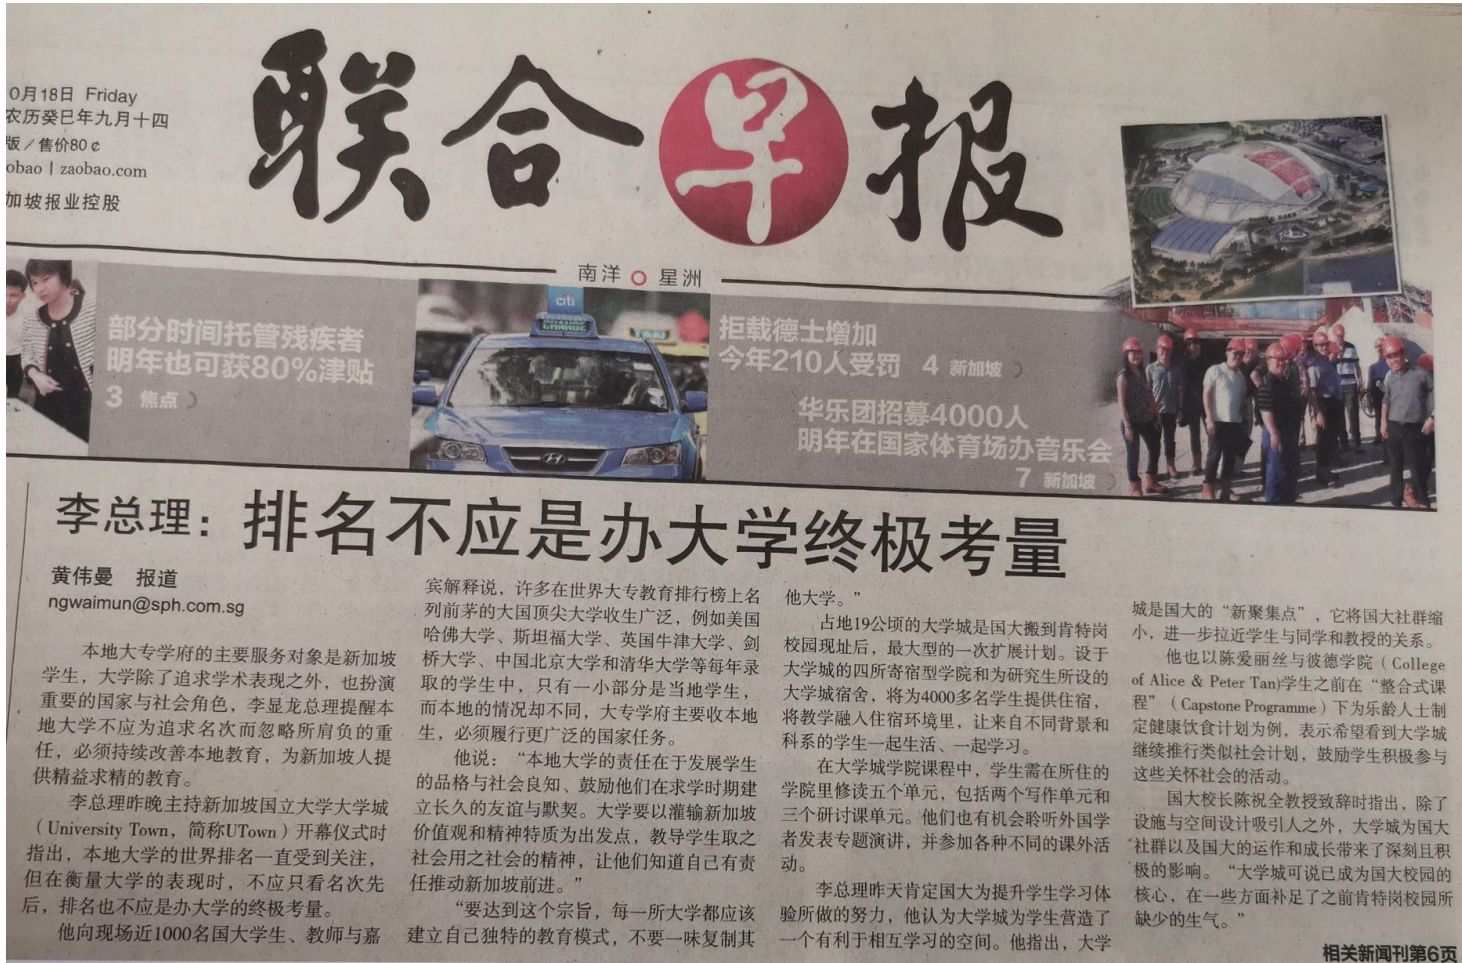 0月18日 Friday
农历癸巳年九月十四
版／售价80￠
obao | zaobao.com
加坡报业控股
联合早报
南洋 星洲
部分时间托管残疾者
明年也可获80%津贴
3 焦点
citi
拒载德士增加
今年210人受罚 4 新加坡
华乐团招募4000人
明年在国家体育场办音乐会
7 新加坡
李总理：排名不应是办大学终极考量
黄伟曼 报道
ngwaimun@sph.com.sg
本地大专学府的主要服务对象是新加坡
学生，大学除了追求学术表现之外，也扮演
重要的国家与社会角色，李显龙总理提醒本
地大学不应为追求名次而忽略所肩负的重
任，必须持续改善本地教育，为新加坡人提
供精益求精的教育。
李总理昨晚主持新加坡国立大学大学城
（University Town，简称UTown）开幕仪式时
指出，本地大学的世界排名一直受到关注，
但在衡量大学的表现时，不应只看名次先
后，排名也不应是办大学的终极考量。
他向现场近1000名国大学生、教师与嘉
宾解释说，许多在世界大专教育排行榜上名
列前茅的大国顶尖大学收生广泛，例如美国
哈佛大学、斯坦福大学、英国牛津大学、剑
桥大学、中国北京大学和清华大学等每年录
取的学生中，只有一小部分是当地学生，
而本地的情况却不同，大专学府主要收本地
生，必须履行更广泛的国家任务。
他说：“本地大学的责任在于发展学生
的品格与社会良知、鼓励他们在求学时期建
立长久的友谊与默契。大学要以灌输新加坡
价值观和精神特质为出发点，教导学生取之
社会用之社会的精神，让他们知道自己有责
任推动新加坡前进。”
“要达到这个宗旨，每一所大学都应该
建立自己独特的教育模式，不要一味复制其
他大学。”
占地19公顷的大学城是国大搬到肯特岗
校园现址后，最大型的一次扩展计划。设于
大学城的四所寄宿型学院和为研究生所设的
大学城宿舍，将为4000多名学生提供住宿，
将教学融入住宿环境里，让来自不同背景和
科系的学生一起生活、一起学习。
在大学城学院课程中，学生需在所住的
学院里修读五个单元，包括两个写作单元和
三个研讨课单元。他们也有机会聆听外国学
者发表专题演讲，并参加各种不同的课外活
动。
李总理昨天肯定国大为提升学生学习体
验所做的努力，他认为大学城为学生营造了
一个有利于相互学习的空间。他指出，大学
城是国大的“新聚集点”，它将国大社群缩
小，进一步拉近学生与同学和教授的关系。
他也以陈爱丽丝与彼德学院（College
of Alice & Peter Tan)学生之前在“整合式课
程”（Capstone Programme）下为乐龄人士制
定健康饮食计划为例，表示希望看到大学城
继续推行类似社会计划，鼓励学生积极参与
这些关怀社会的活动。
国大校长陈祝全教授致辞时指出，除了
设施与空间设计吸引人之外，大学城为国大
社群以及国大的运作和成长带来了深刻且积
极的影响。“大学城可说已成为国大校园的
核心，在一些方面补足了之前肯特岗校园所
缺少的生气。”
相关新闻刊第6页